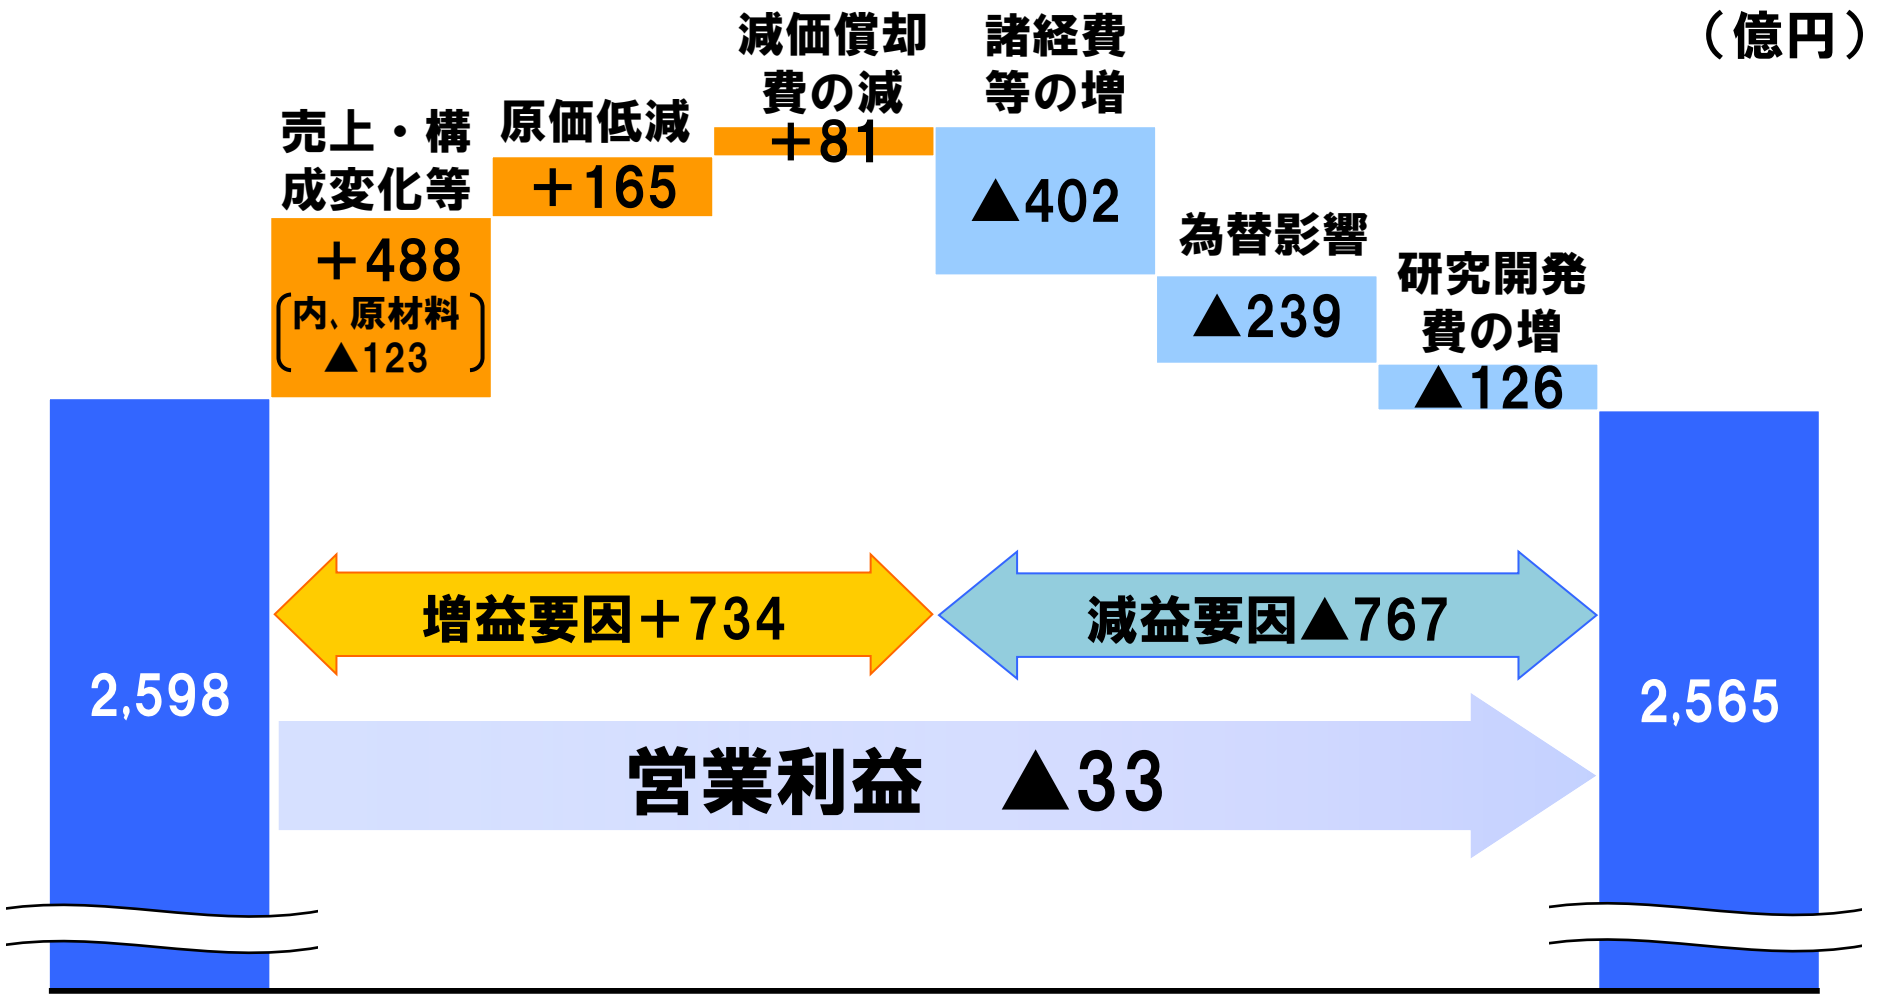 （億円）
売上・構
成変化等
＋488
内、原材料
▲123
原価低減
＋165
減価償却
費の減
＋81
諸経費
等の増
▲402
為替影響
▲239
研究開発
費の増
▲126
増益要因＋734
減益要因▲767
2,598
2,565
営業利益　▲33